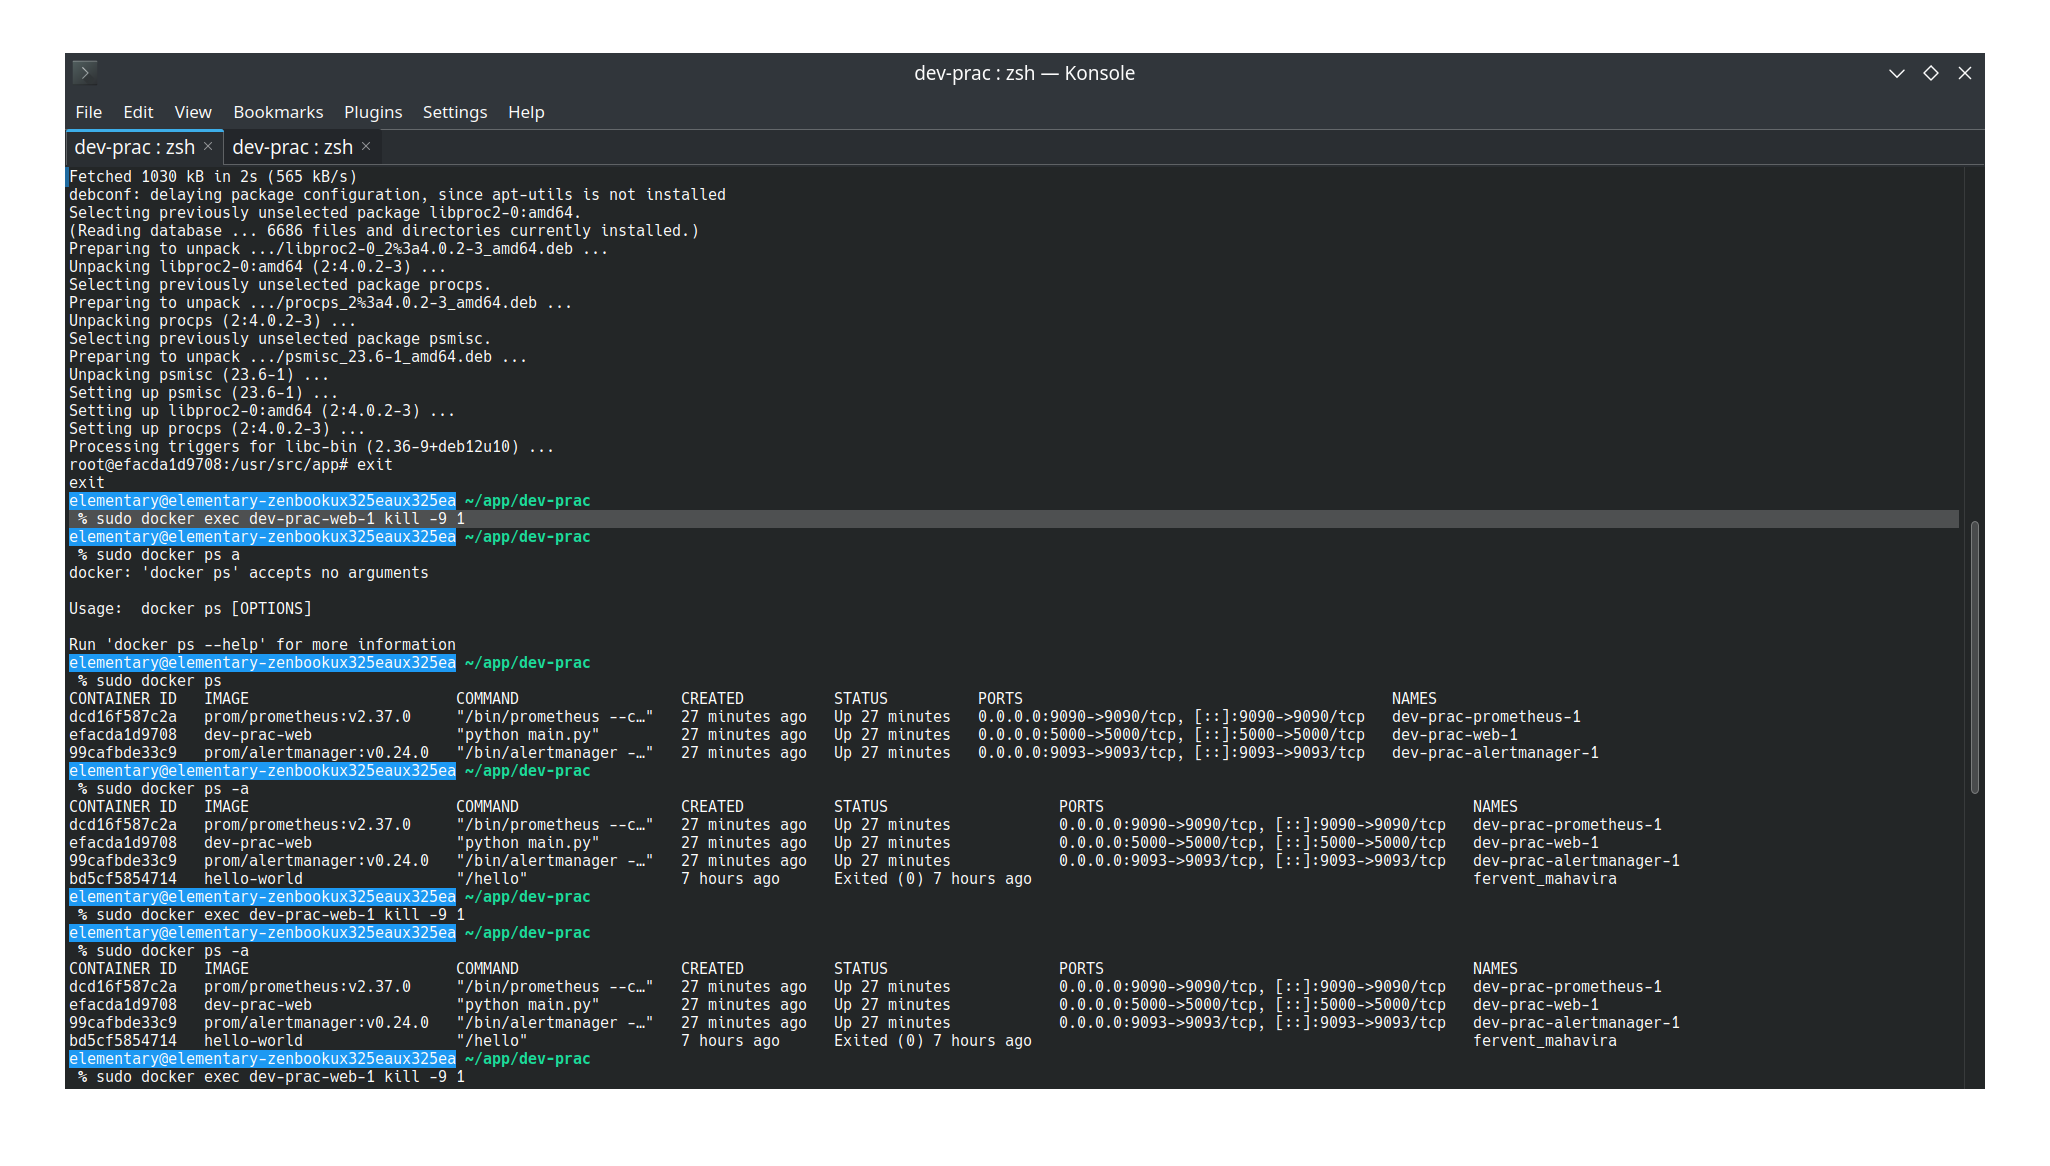 dev-prac : zsh — Konsole
File Edit View Bookmarks Plugins Settings Help
dev-prac : zsh × dev-prac : zsh ×
Fetched 1030 kB in 2s (565 kB/s)
debconf: delaying package configuration, since apt-utils is not installed
Selecting previously unselected package libproc2-0:amd64.
(Reading database ... 6686 files and directories currently installed.)
Preparing to unpack .../libproc2-0_2%3a4.0.2-3_amd64.deb ...
Unpacking libproc2-0:amd64 (2:4.0.2-3) ...
Selecting previously unselected package procps.
Preparing to unpack .../procps_2%3a4.0.2-3_amd64.deb ...
Unpacking procps (2:4.0.2-3) ...
Selecting previously unselected package psmisc.
Preparing to unpack .../psmisc_23.6-1_amd64.deb ...
Unpacking psmisc (23.6-1) ...
Setting up psmisc (23.6-1) ...
Setting up libproc2-0:amd64 (2:4.0.2-3) ...
Setting up procps (2:4.0.2-3) ...
Processing triggers for libc-bin (2.36-9+deb12u10) ...
root@efacda1d9708:/usr/src/app# exit
exit
elementary@elementary-zenbookux325eaux325ea ~/app/dev-prac
% sudo docker exec dev-prac-web-1 kill -9 1
elementary@elementary-zenbookux325eaux325ea ~/app/dev-prac
% sudo docker ps a
docker: 'docker ps' accepts no arguments
Usage:  docker ps [OPTIONS]
Run 'docker ps --help' for more information
elementary@elementary-zenbookux325eaux325ea ~/app/dev-prac
% sudo docker ps
CONTAINER ID   IMAGE   COMMAND   CREATED   STATUS   PORTS   NAMES
dcd16f587c2a   prom/prometheus:v2.37.0   "/bin/prometheus --c…"   27 minutes ago   Up 27 minutes   0.0.0.0:9090->9090/tcp, [::]:9090->9090/tcp   dev-prac-prometheus-1
efacda1d9708   dev-prac-web   "python main.py"   27 minutes ago   Up 27 minutes   0.0.0.0:5000->5000/tcp, [::]:5000->5000/tcp   dev-prac-web-1
99cafbde33c9   prom/alertmanager:v0.24.0   "/bin/alertmanager -…"   27 minutes ago   Up 27 minutes   0.0.0.0:9093->9093/tcp, [::]:9093->9093/tcp   dev-prac-alertmanager-1
elementary@elementary-zenbookux325eaux325ea ~/app/dev-prac
% sudo docker ps -a
CONTAINER ID   IMAGE   COMMAND   CREATED   STATUS   PORTS   NAMES
dcd16f587c2a   prom/prometheus:v2.37.0   "/bin/prometheus --c…"   27 minutes ago   Up 27 minutes   0.0.0.0:9090->9090/tcp, [::]:9090->9090/tcp   dev-prac-prometheus-1
efacda1d9708   dev-prac-web   "python main.py"   27 minutes ago   Up 27 minutes   0.0.0.0:5000->5000/tcp, [::]:5000->5000/tcp   dev-prac-web-1
99cafbde33c9   prom/alertmanager:v0.24.0   "/bin/alertmanager -…"   27 minutes ago   Up 27 minutes   0.0.0.0:9093->9093/tcp, [::]:9093->9093/tcp   dev-prac-alertmanager-1
bd5cf5854714   hello-world   "/hello"   7 hours ago   Exited (0) 7 hours ago   fervent_mahavira
elementary@elementary-zenbookux325eaux325ea ~/app/dev-prac
% sudo docker exec dev-prac-web-1 kill -9 1
elementary@elementary-zenbookux325eaux325ea ~/app/dev-prac
% sudo docker ps -a
CONTAINER ID   IMAGE   COMMAND   CREATED   STATUS   PORTS   NAMES
dcd16f587c2a   prom/prometheus:v2.37.0   "/bin/prometheus --c…"   27 minutes ago   Up 27 minutes   0.0.0.0:9090->9090/tcp, [::]:9090->9090/tcp   dev-prac-prometheus-1
efacda1d9708   dev-prac-web   "python main.py"   27 minutes ago   Up 27 minutes   0.0.0.0:5000->5000/tcp, [::]:5000->5000/tcp   dev-prac-web-1
99cafbde33c9   prom/alertmanager:v0.24.0   "/bin/alertmanager -…"   27 minutes ago   Up 27 minutes   0.0.0.0:9093->9093/tcp, [::]:9093->9093/tcp   dev-prac-alertmanager-1
bd5cf5854714   hello-world   "/hello"   7 hours ago   Exited (0) 7 hours ago   fervent_mahavira
elementary@elementary-zenbookux325eaux325ea ~/app/dev-prac
% sudo docker exec dev-prac-web-1 kill -9 1